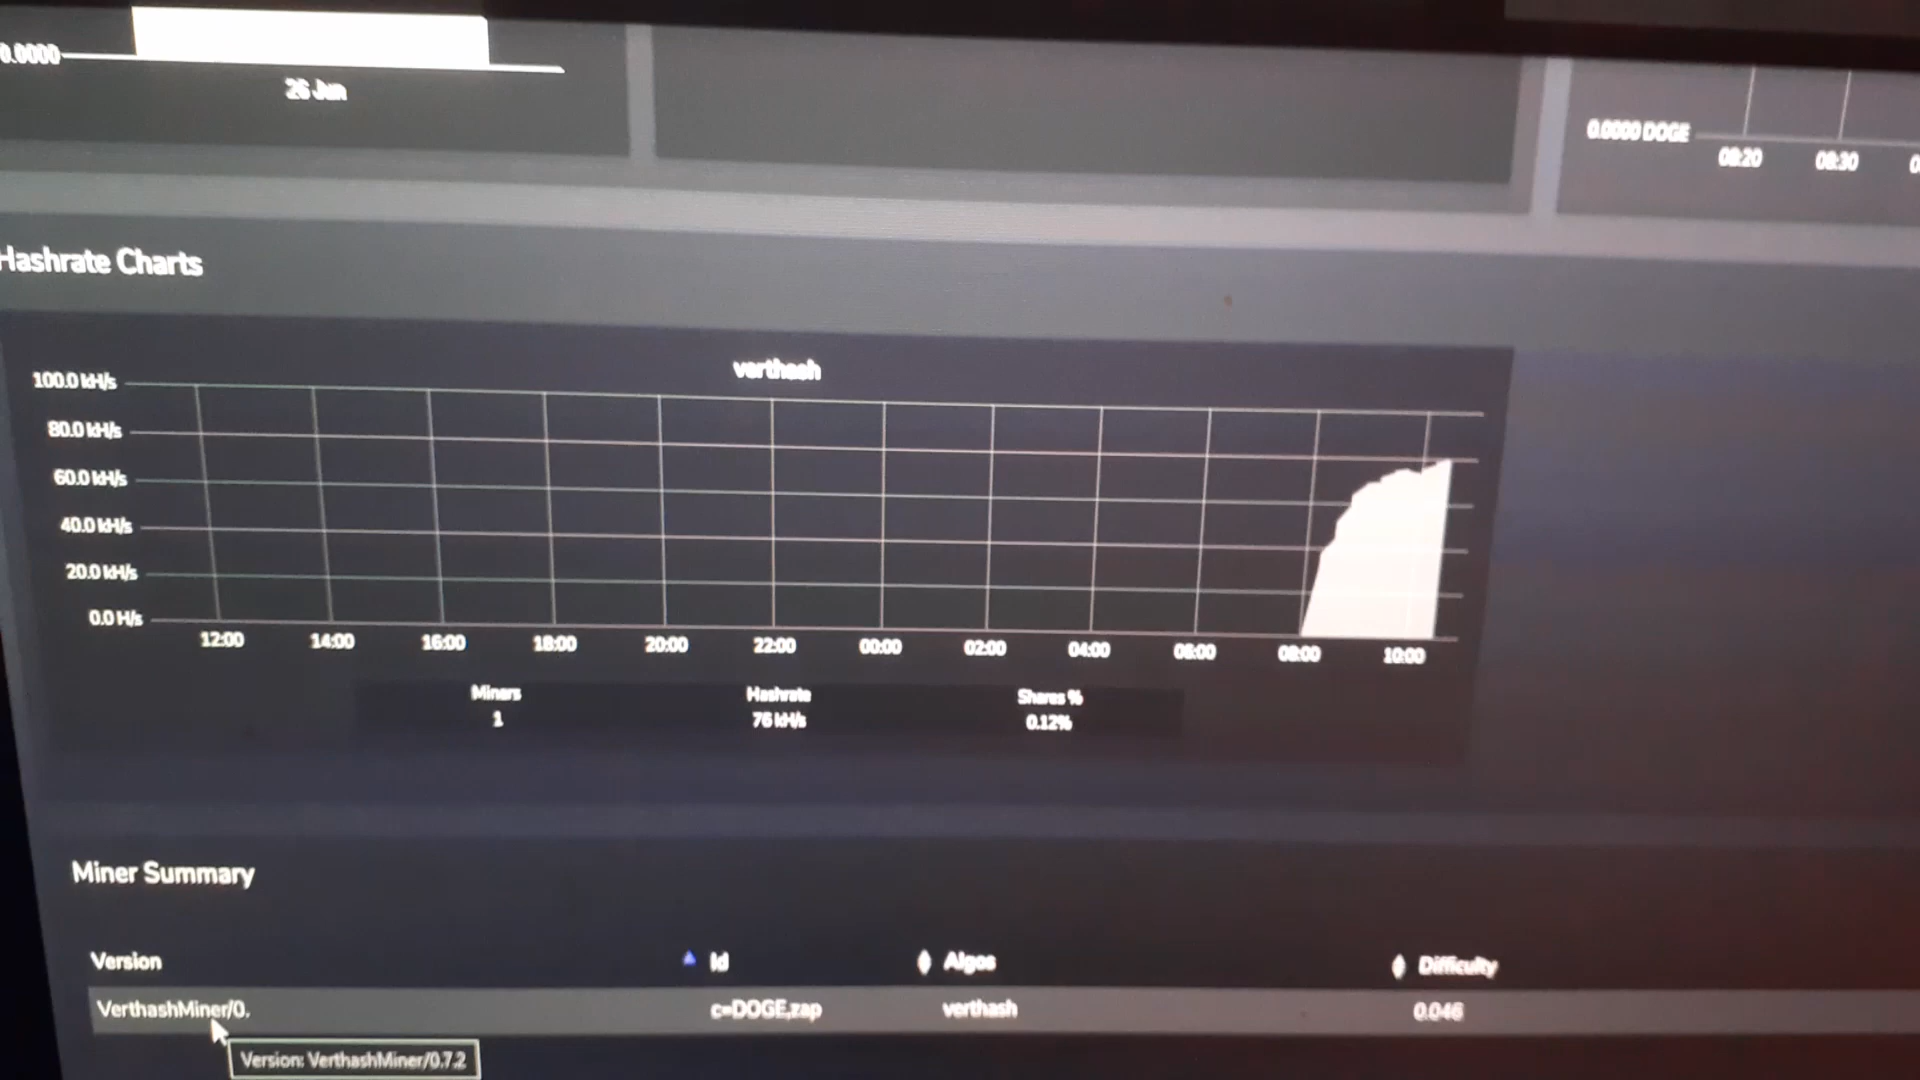 0.0000
26 Jun
0.0000 DOGE
08:20 08:30
Hashrate Charts
verthash
100.0 kH/s
80.0 kH/s
60.0 kH/s
40.0 kH/s
20.0 kH/s
0.0 H/s
12:00 14:00 16:00 18:00 20:00 22:00 00:00 02:00 04:00 06:00 08:00 10:00
Miners Hashrate Shares %
1 76 kH/s 0.12%
Miner Summary
Version Id Algos Difficulty
VerthashMiner/0. c=DOGE,zap verthash 0.046
Version: VerthashMiner/0.7.2